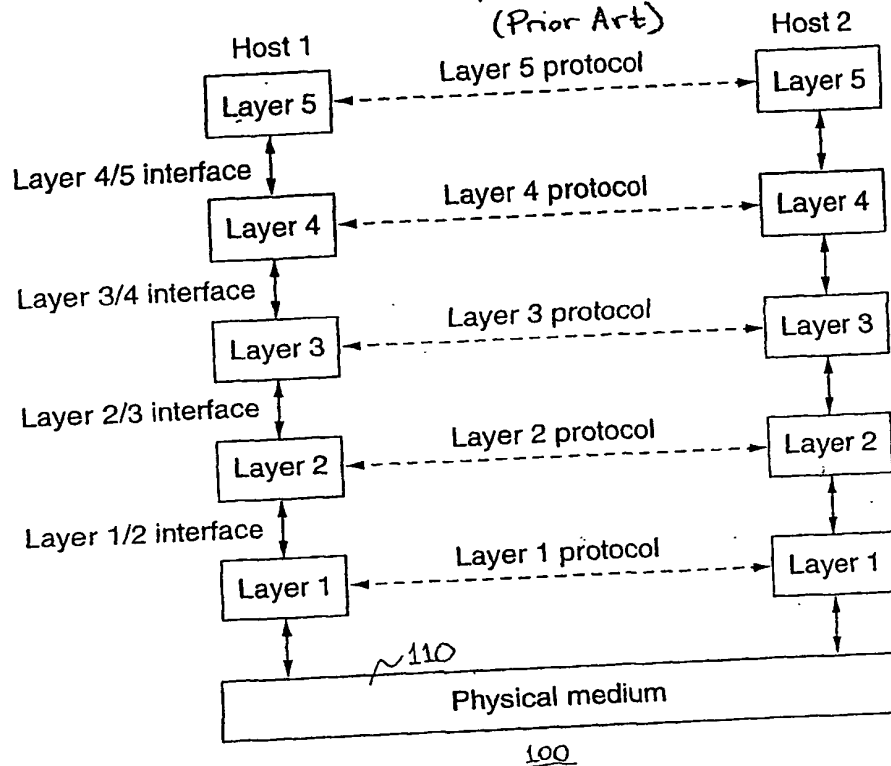 (Prior Art)
Host 1
Host 2
Layer 5 protocol
Layer 5
Layer 5
Layer 4/5 interface
Layer 4 protocol
Layer 4
Layer 4
Layer 3/4 interface
Layer 3 protocol
Layer 3
Layer 3
Layer 2/3 interface
Layer 2 protocol
Layer 2
Layer 2
Layer 1/2 interface
Layer 1 protocol
Layer 1
Layer 1
110
Physical medium
100